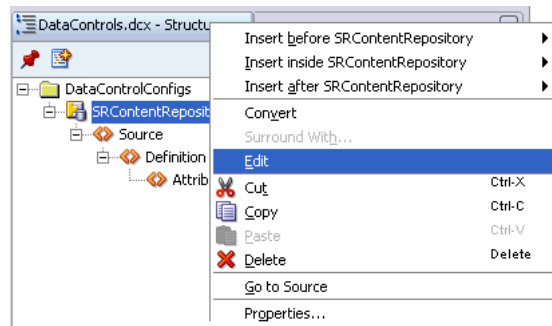 DataControls.dcx - Structu
DataControlConfigs
SRContentReposit
Source
Definition
Attrib
Insert before SRContentRepository
Insert inside SRContentRepository
Insert after SRContentRepository
Convert
Surround With...
Edit
Cut Ctrl-X
Copy Ctrl-C
Paste Ctrl-V
Delete Delete
Go to Source
Properties...